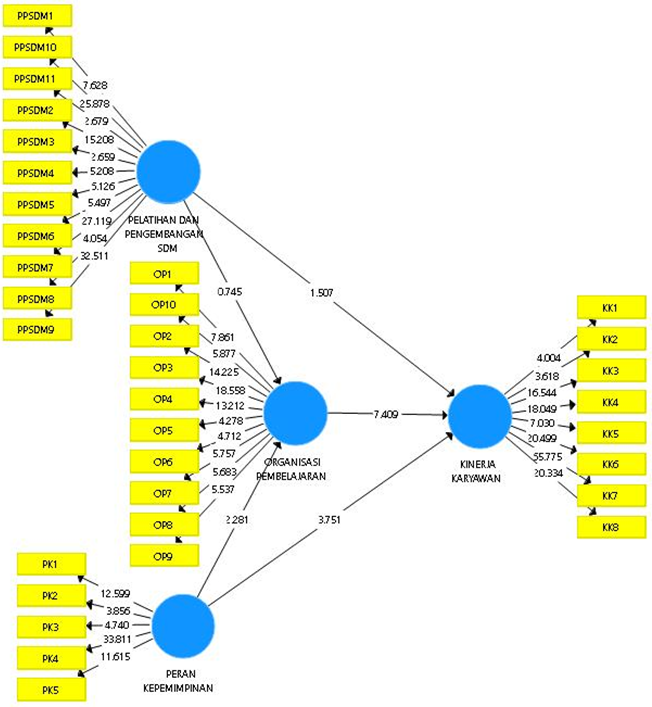 PPSDM1
PPSDM10
PPSDM11
PPSDM2
PPSDM3
PPSDM4
PPSDM5
PPSDM6
PPSDM7
PPSDM8
PPSDM9
7.628
25.878
2.679
15.208
2.659
5.208
5.126
5.497
27.119
4.054
32.511
PELATIHAN DAN
PENGEMBANGAN
SDM
0.745
1.507
OP1
OP10
OP2
OP3
OP4
OP5
OP6
OP7
OP8
OP9
7.861
5.877
14.225
18.558
13.212
4.278
4.712
5.757
5.683
5.537
ORGANISASI
PEMBELAJARAN
7.409
2.281
3.751
KINERJA
KARYAWAN
4.004
3.618
16.544
18.049
7.030
20.499
55.775
20.334
KK1
KK2
KK3
KK4
KK5
KK6
KK7
KK8
PK1
PK2
PK3
PK4
PK5
12.599
3.856
4.740
33.811
11.615
PERAN
KEPEMIMPINAN